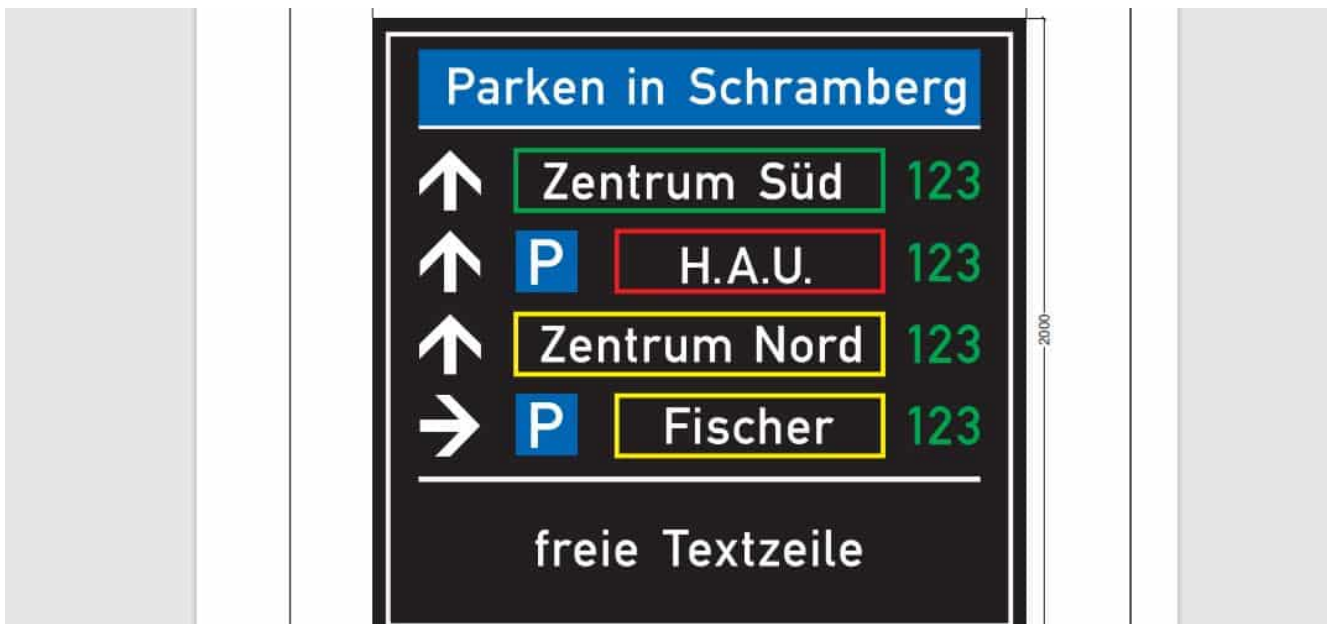 Parken in Schramberg
↑ Zentrum Süd 123
↑ P H.A.U. 123
↑ Zentrum Nord 123
→ P Fischer 123
freie Textzeile
2000